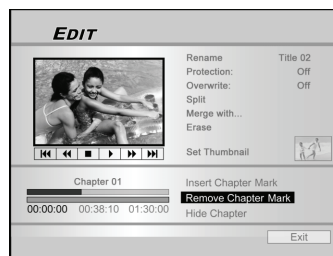 EDIT
Rename Title 02
Protection: Off
Overwrite: Off
Split
Merge with...
Erase
Set Thumbnail
Chapter 01
00:00:00 00:38:10 01:30:00
Insert Chapter Mark
Remove Chapter Mark
Hide Chapter
Exit